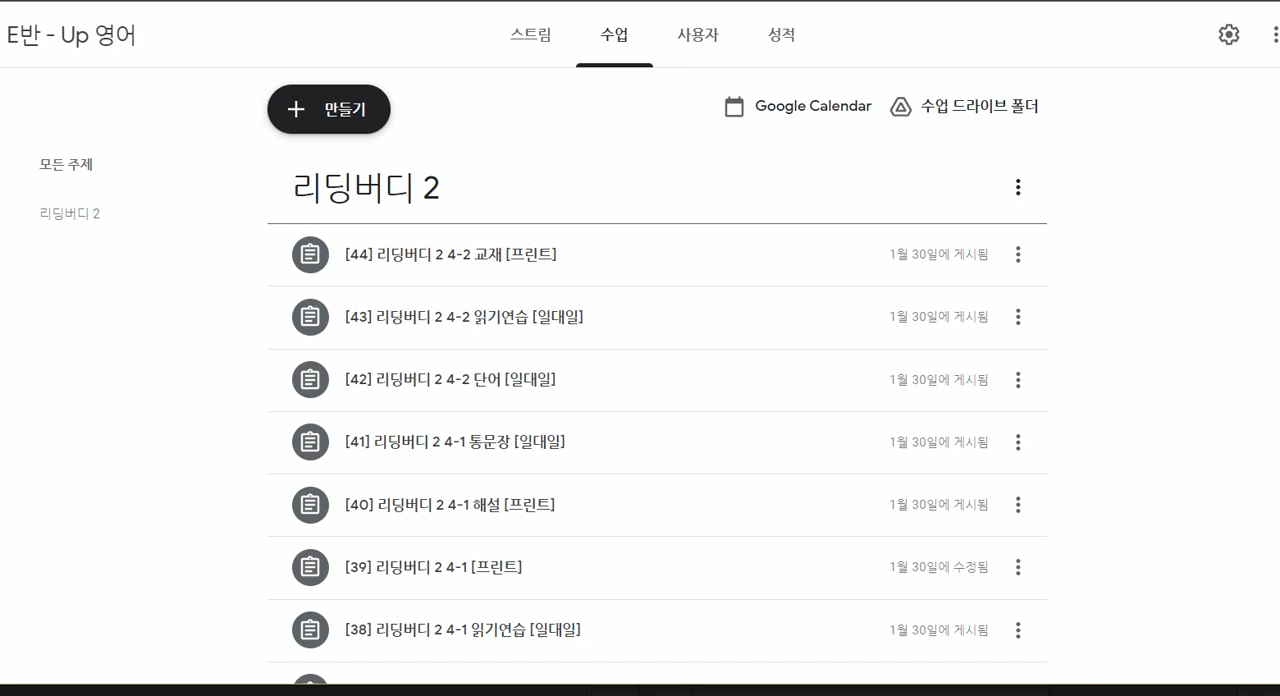 E반 - Up 영어
스트림
수업
사용자
성적
만들기
Google Calendar
수업 드라이브 폴더
모든 주제
리딩버디 2
리딩버디 2
[44] 리딩버디 2 4-2 교재 [프린트]
1월 30일에 게시됨
[43] 리딩버디 2 4-2 읽기연습 [일대일]
1월 30일에 게시됨
[42] 리딩버디 2 4-2 단어 [일대일]
1월 30일에 게시됨
[41] 리딩버디 2 4-1 통문장 [일대일]
1월 30일에 게시됨
[40] 리딩버디 2 4-1 해설 [프린트]
1월 30일에 게시됨
[39] 리딩버디 2 4-1 [프린트]
1월 30일에 수정됨
[38] 리딩버디 2 4-1 읽기연습 [일대일]
1월 30일에 게시됨